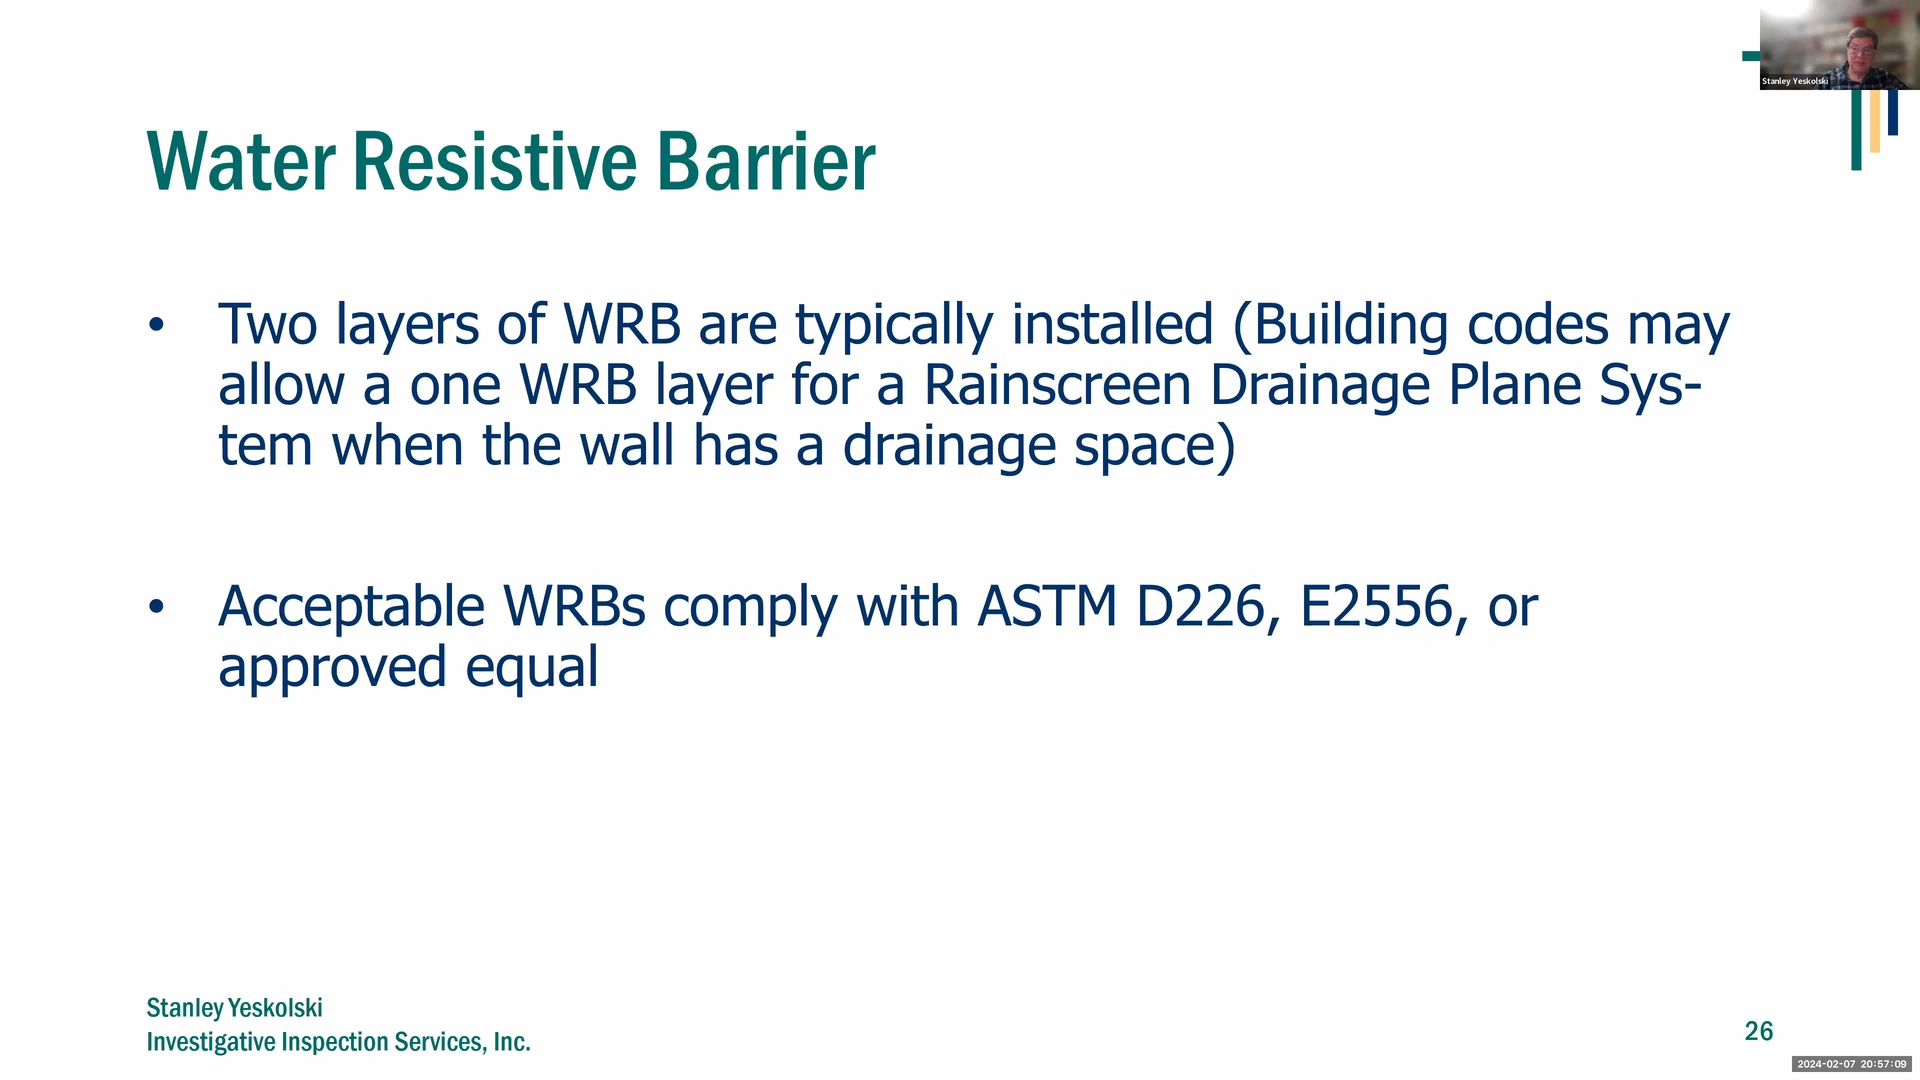 Stanley Yeskolski
Water Resistive Barrier
• Two layers of WRB are typically installed (Building codes may
allow a one WRB layer for a Rainscreen Drainage Plane Sys-
tem when the wall has a drainage space)
• Acceptable WRBs comply with ASTM D226, E2556, or
approved equal
Stanley Yeskolski
Investigative Inspection Services, Inc.
26
2024-02-07 20:57:09